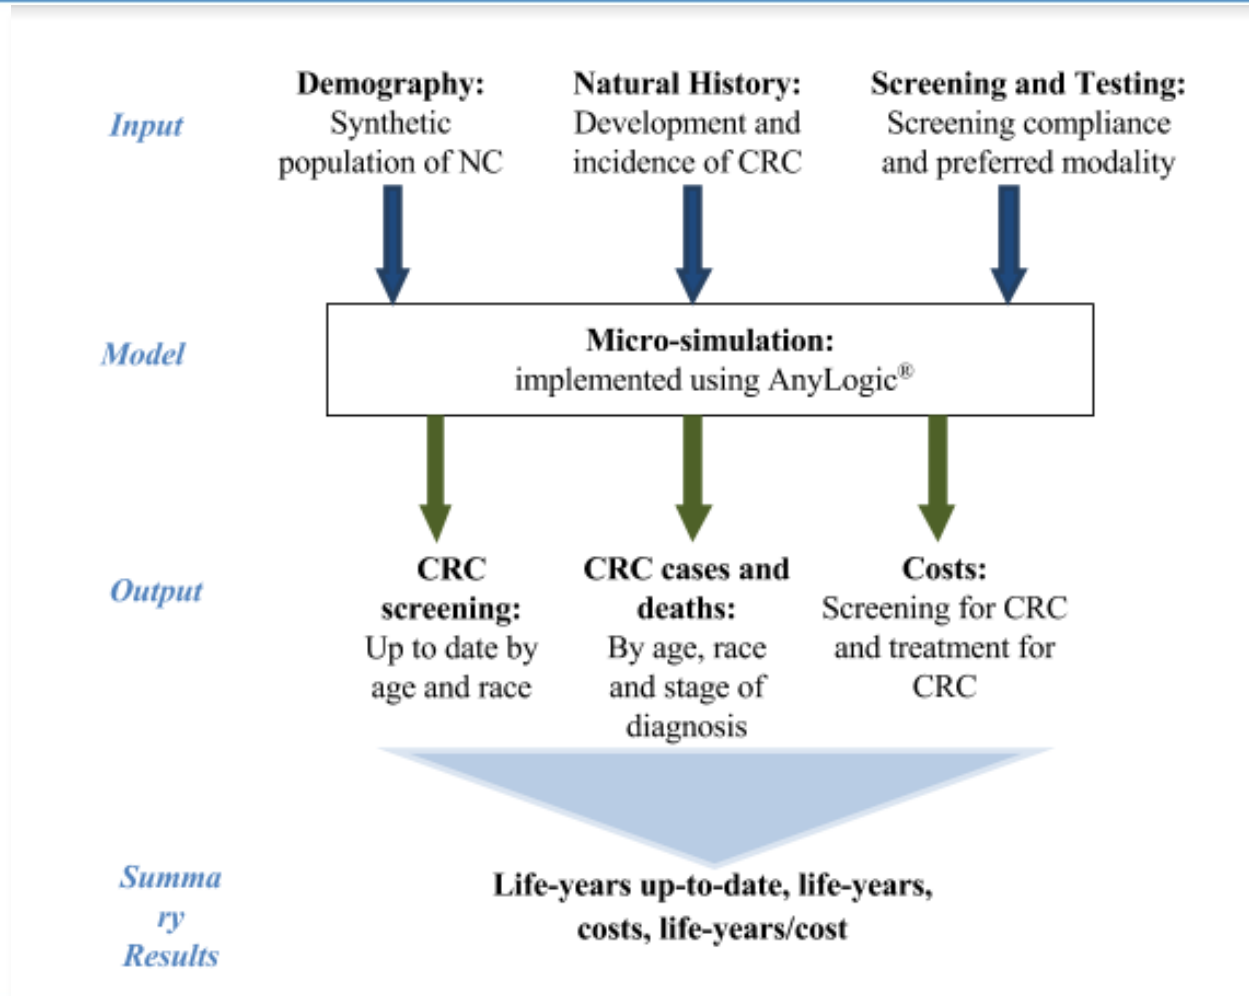 Input
Demography:
Synthetic
population of NC
Natural History:
Development and
incidence of CRC
Screening and Testing:
Screening compliance
and preferred modality
Model
Micro-simulation:
implemented using AnyLogic®
Output
CRC
screening:
Up to date by
age and race
CRC cases and
deaths:
By age, race
and stage of
diagnosis
Costs:
Screening for CRC
and treatment for
CRC
Summa
ry
Results
Life-years up-to-date, life-years,
costs, life-years/cost